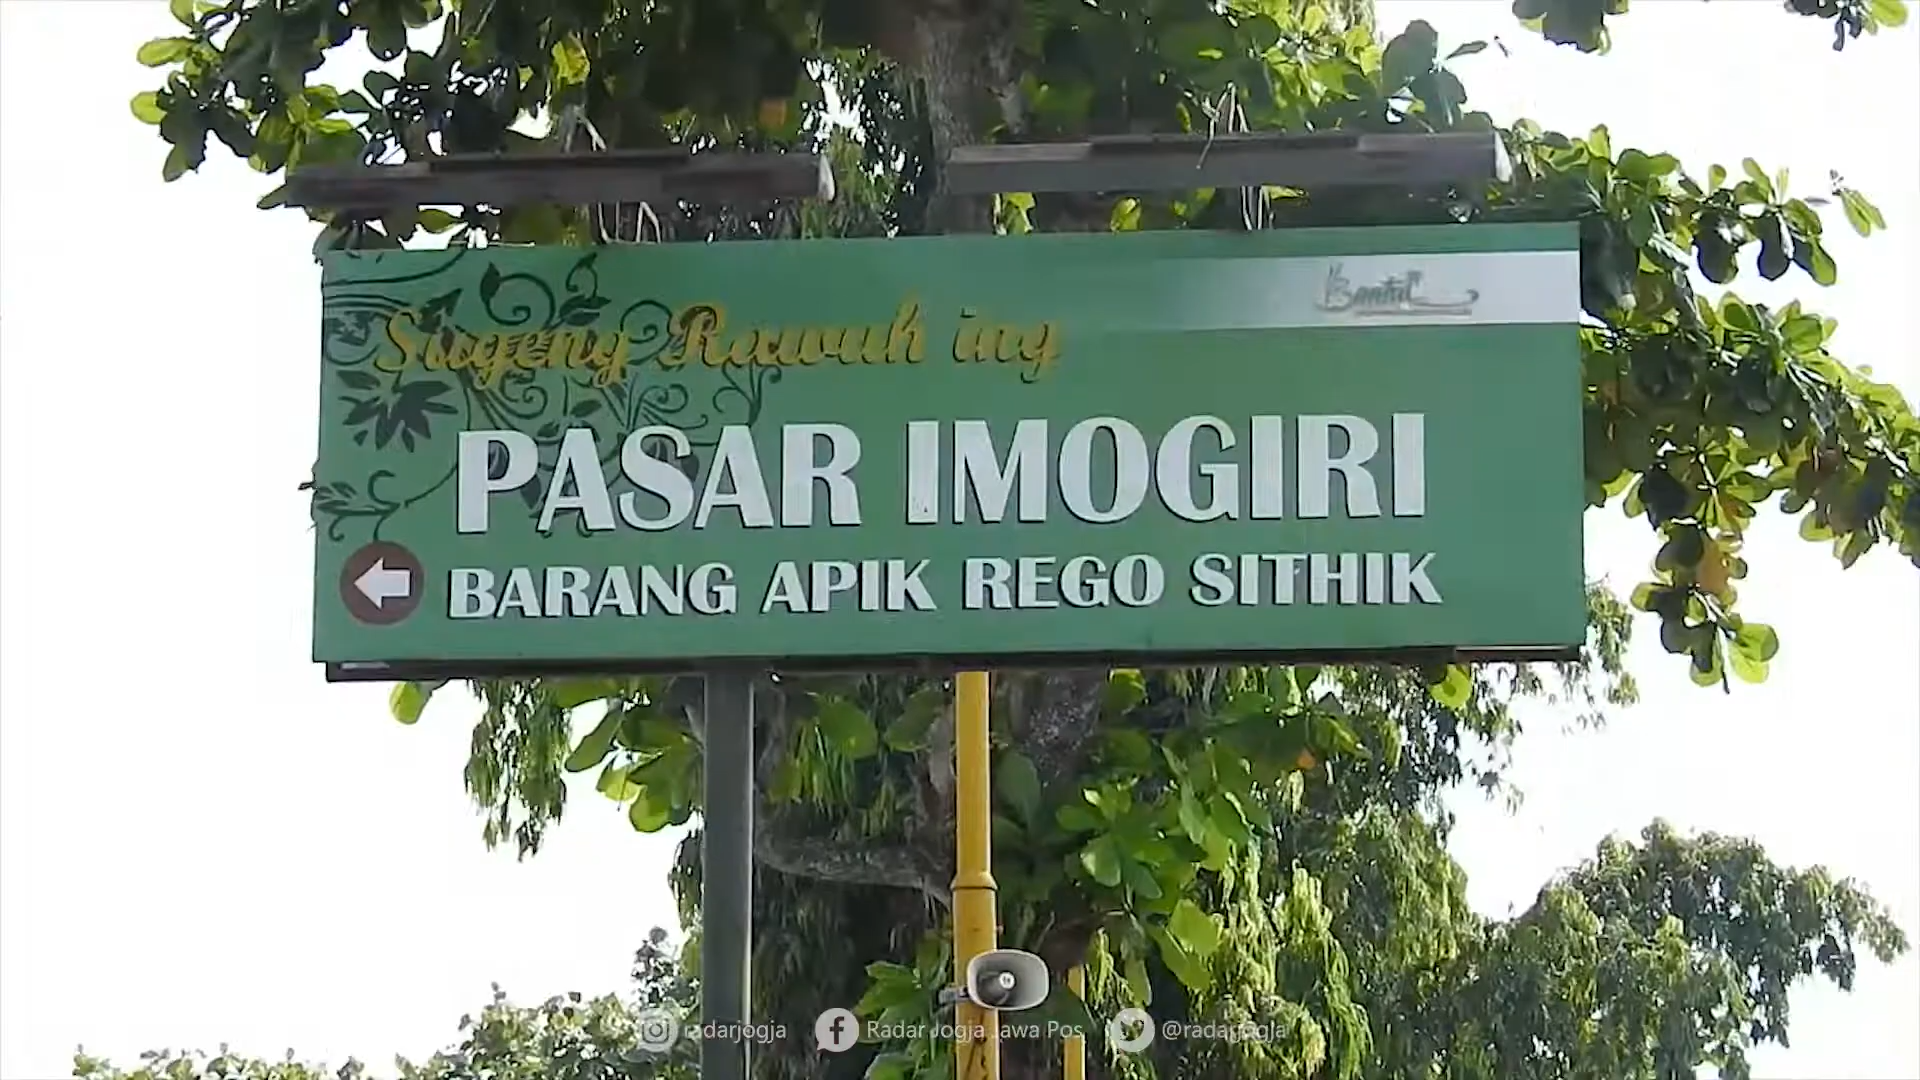 Bantul
Sugeng Rawuh ing
PASAR IMOGIRI
BARANG APIK REGO SITHIK
radarjogja Radar Jogja Jawa Pos @radarjogja